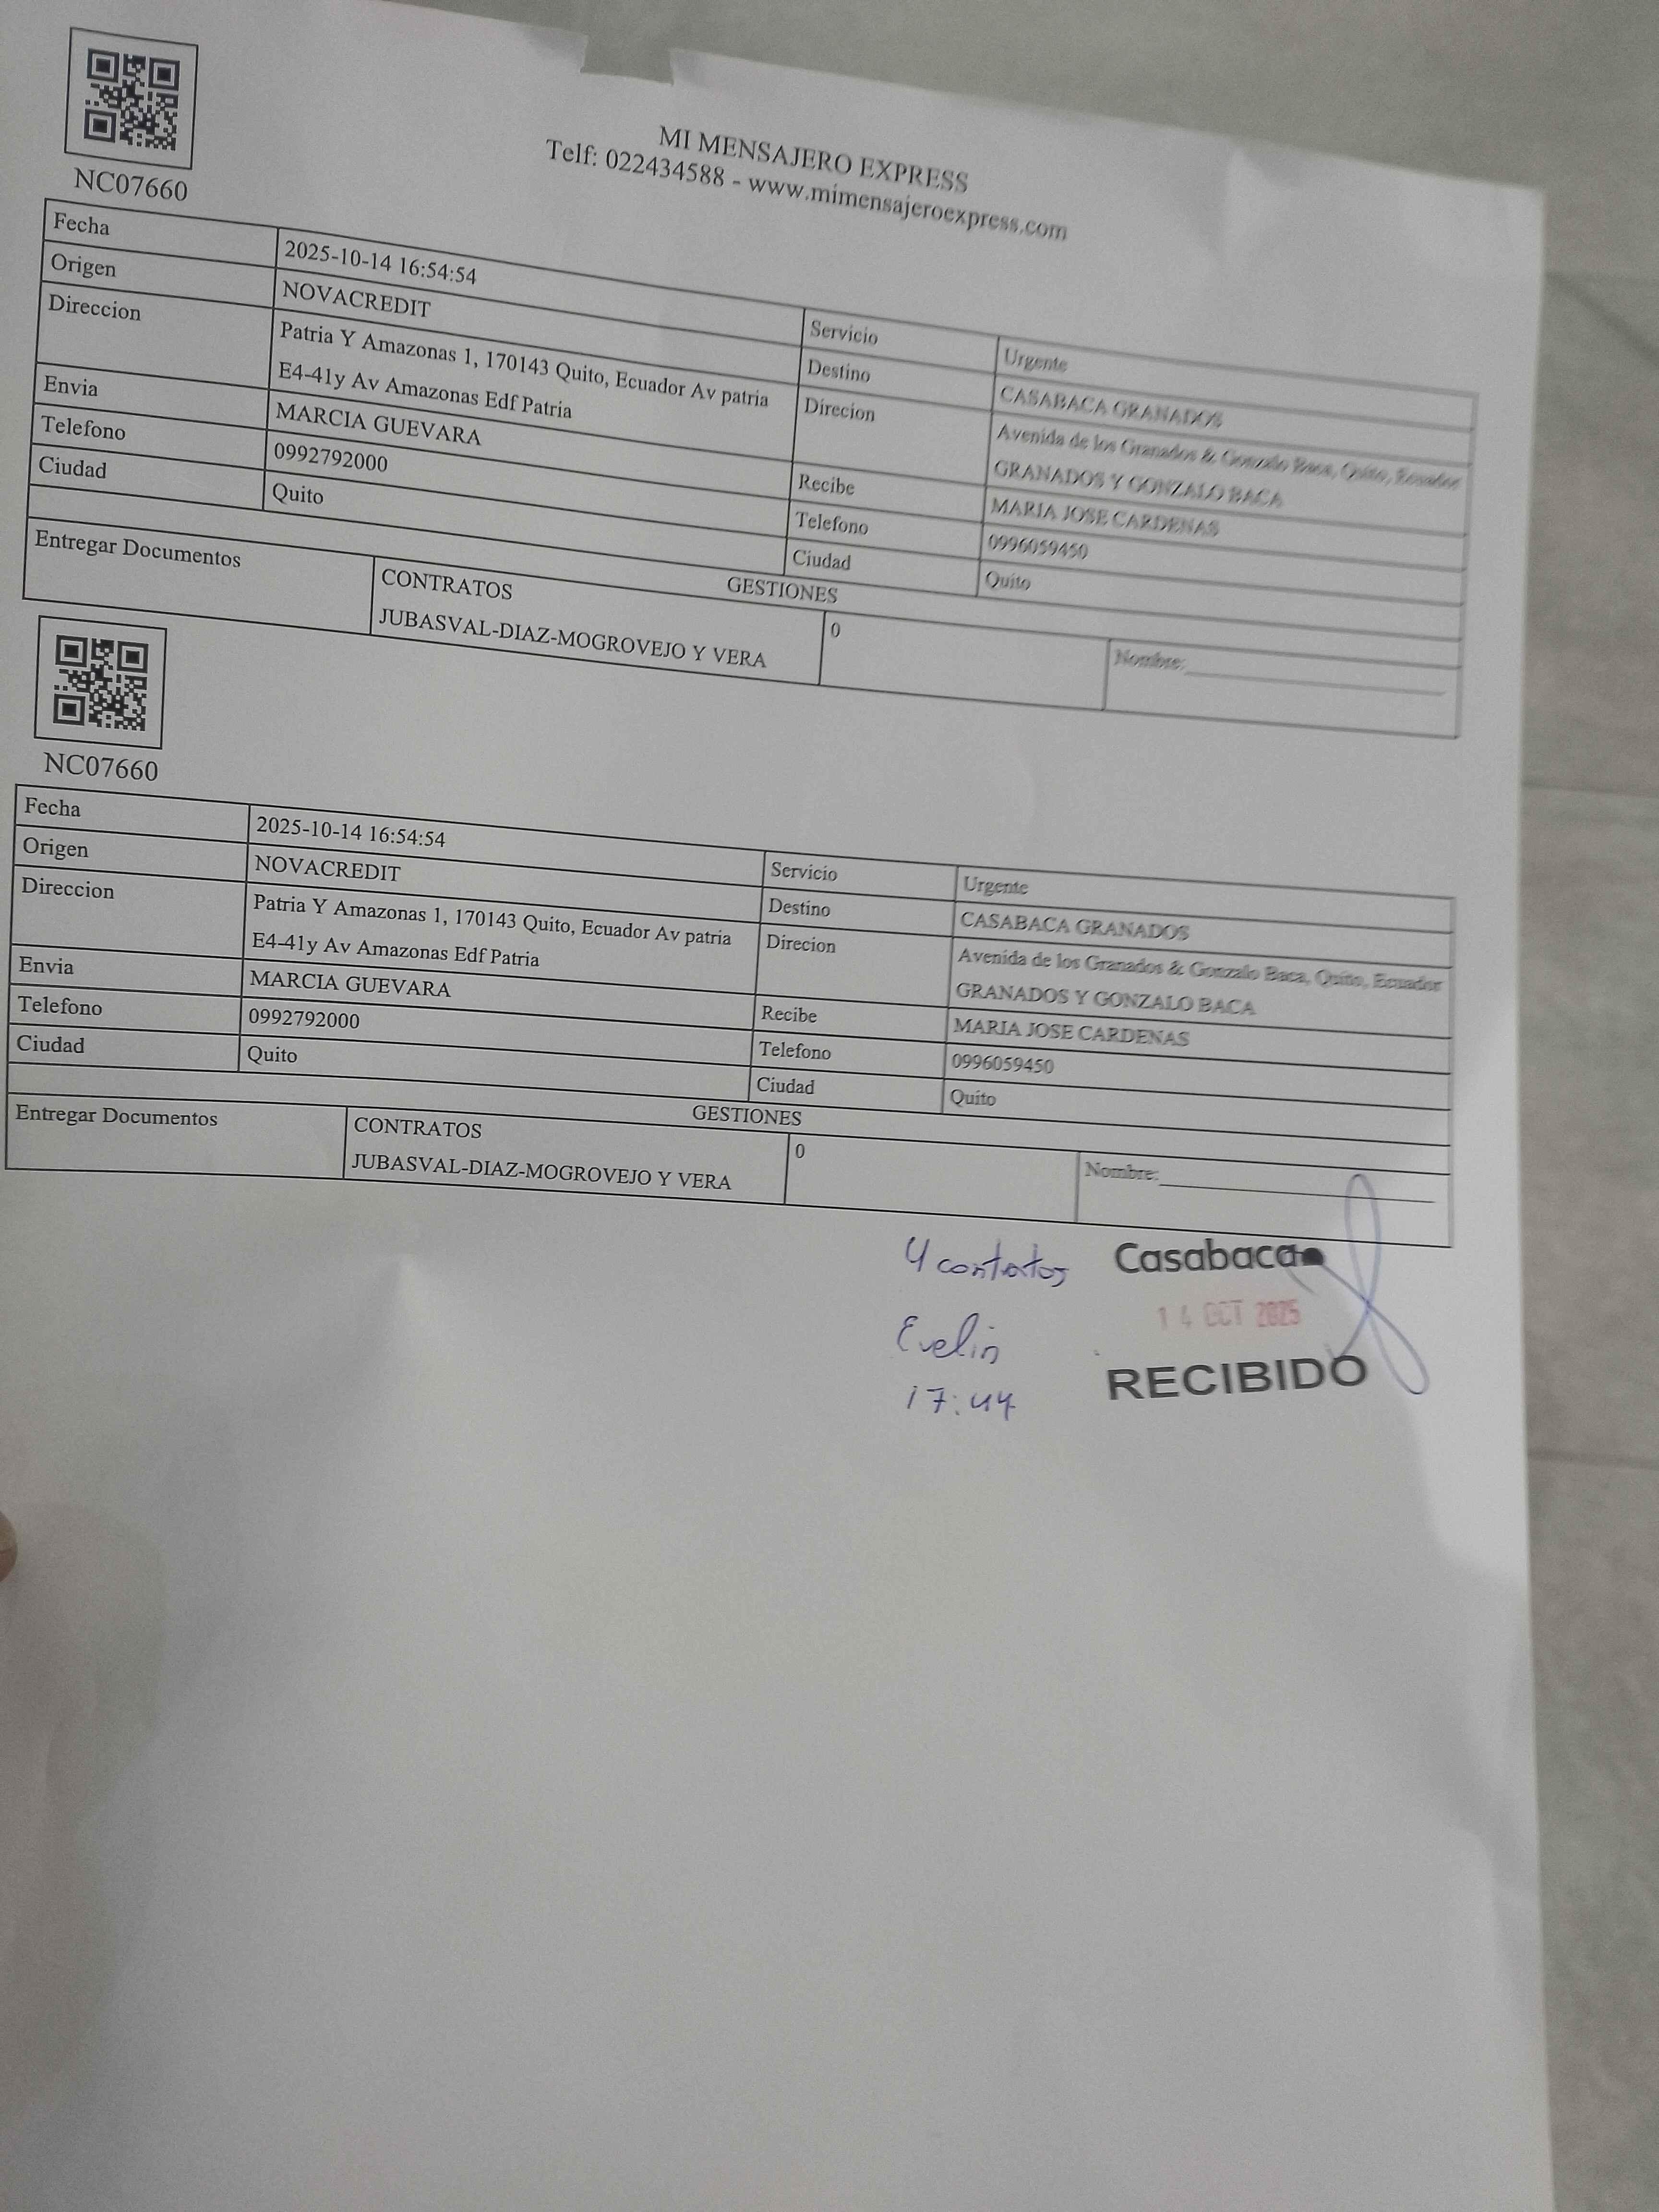 MI MENSAJERO EXPRESS
Telf: 022434588 - www.mimensajeroexpress.com
NC07660
Fecha 2025-10-14 16:54:54 Servicio Urgente
Origen NOVACREDIT Destino CASABACA GRANADOS
Direccion Patria Y Amazonas 1, 170143 Quito, Ecuador Av patria Direcion Avenida de los Granados & Gonzalo Baca, Quito, Ecuador
E4-41y Av Amazonas Edf Patria GRANADOS Y GONZALO BACA
Envia MARCIA GUEVARA Recibe MARIA JOSE CARDENAS
Telefono 0992792000 Telefono 0996059450
Ciudad Quito Ciudad Quito
GESTIONES
Entregar Documentos CONTRATOS 0 Nombre:
JUBASVAL-DIAZ-MOGROVEJO Y VERA
NC07660
Fecha 2025-10-14 16:54:54 Servicio Urgente
Origen NOVACREDIT Destino CASABACA GRANADOS
Direccion Patria Y Amazonas 1, 170143 Quito, Ecuador Av patria Direcion Avenida de los Granados & Gonzalo Baca, Quito, Ecuador
E4-41y Av Amazonas Edf Patria GRANADOS Y GONZALO BACA
Envia MARCIA GUEVARA Recibe MARIA JOSE CARDENAS
Telefono 0992792000 Telefono 0996059450
Ciudad Quito Ciudad Quito
GESTIONES
Entregar Documentos CONTRATOS 0 Nombre:
JUBASVAL-DIAZ-MOGROVEJO Y VERA
4 contratos Casabaca
14 OCT 2025
Evelin
RECIBIDO
17:44